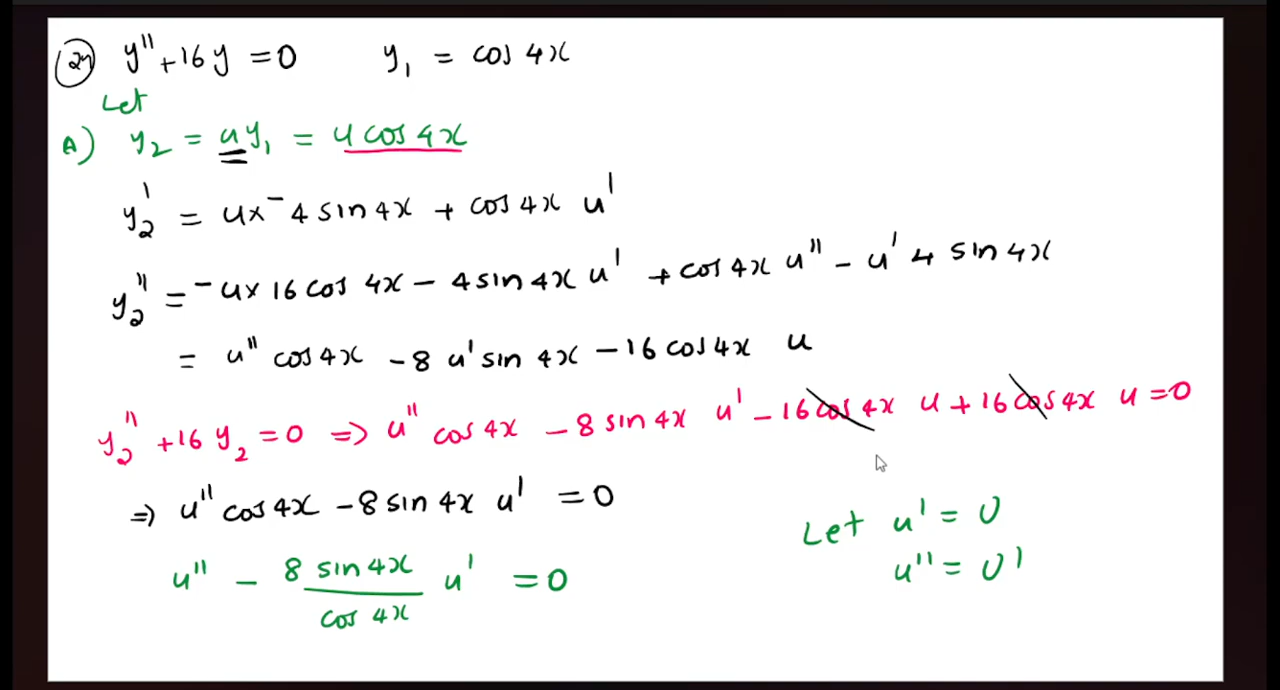 24 y'' + 16y = 0 y₁ = cos 4x
Let
A) y₂ = uy₁ = u cos 4x
y₂' = u x -4 sin 4x + cos 4x u'
y₂'' = -u x 16 cos 4x - 4 sin 4x u' + cos 4x u'' - u' 4 sin 4x
= u'' cos 4x - 8 u' sin 4x - 16 cos 4x u
y₂'' + 16 y₂ = 0 => u'' cos 4x - 8 sin 4x u' - 16 cos 4x u + 16 cos 4x u = 0
=> u'' cos 4x - 8 sin 4x u' = 0
Let u' = v
u'' = v'
u'' - 8 sin 4x / cos 4x u' = 0